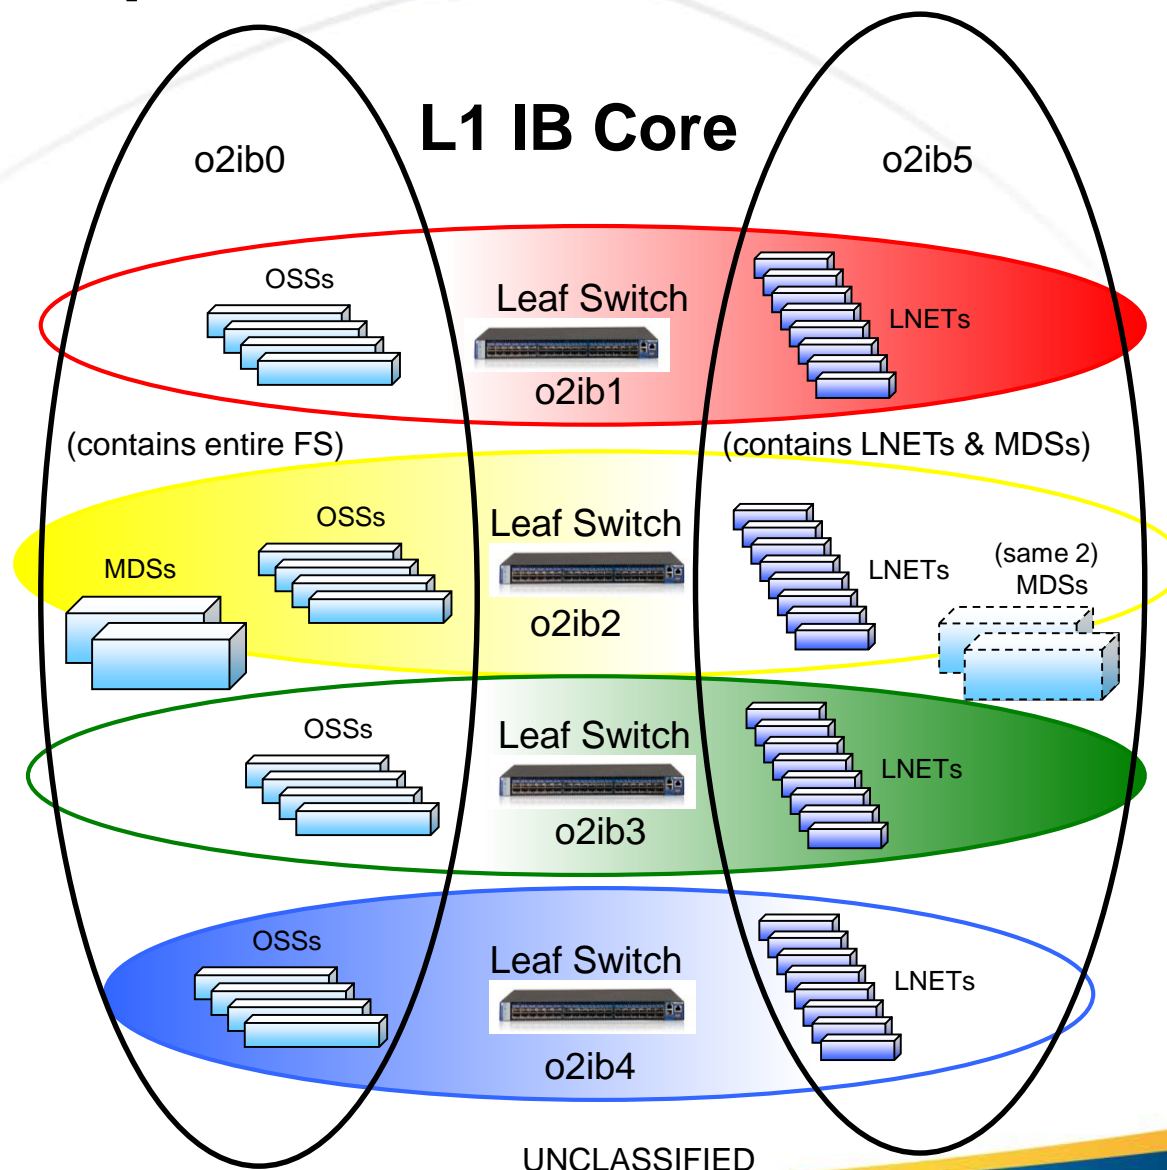 L1 IB Core
o2ib0
o2ib5
OSSs
Leaf Switch
LNETs
o2ib1
(contains entire FS)
(contains LNETs & MDSs)
OSSs
Leaf Switch
MDSs
LNETs
(same 2)
MDSs
o2ib2
OSSs
Leaf Switch
LNETs
o2ib3
OSSs
Leaf Switch
LNETs
o2ib4
UNCLASSIFIED